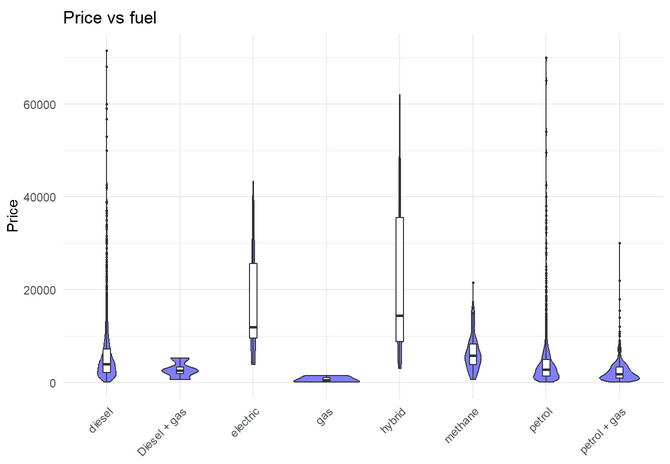 Price vs fuel
Price
60000
40000
20000
0
diesel
Diesel + gas
electric
gas
hybrid
methane
petrol
petrol + gas